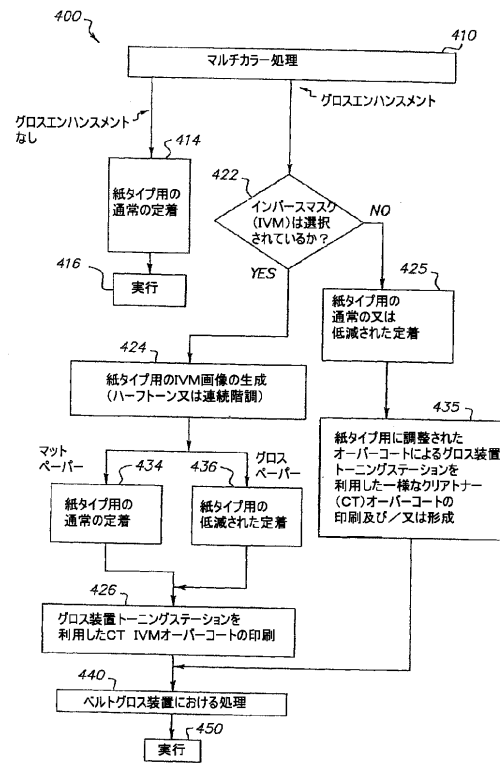 400
410
マルチカラー処理
グロスエンハンスメント
なし
グロスエンハンスメント
414
紙タイプ用の
通常の定着
416
実行
422
インバースマスク
(IVM)は選択
されているか?
NO
YES
425
紙タイプ用の
通常の又は
低減された定着
424
紙タイプ用のIVM画像の生成
(ハーフトーン又は連続階調)
435
紙タイプ用に調整された
オーバーコートによるグロス装置
トーニングステーションを
利用した一様なクリアトナー
(CT)オーバーコートの
印刷及び/又は形成
マット
ペーパー
434
紙タイプ用の
通常の定着
436
グロス
ペーパー
紙タイプ用の
低減された定着
426
グロス装置トーニングステーションを
利用したCT IVMオーバーコートの印刷
440
ベルトグロス装置における処理
450
実行